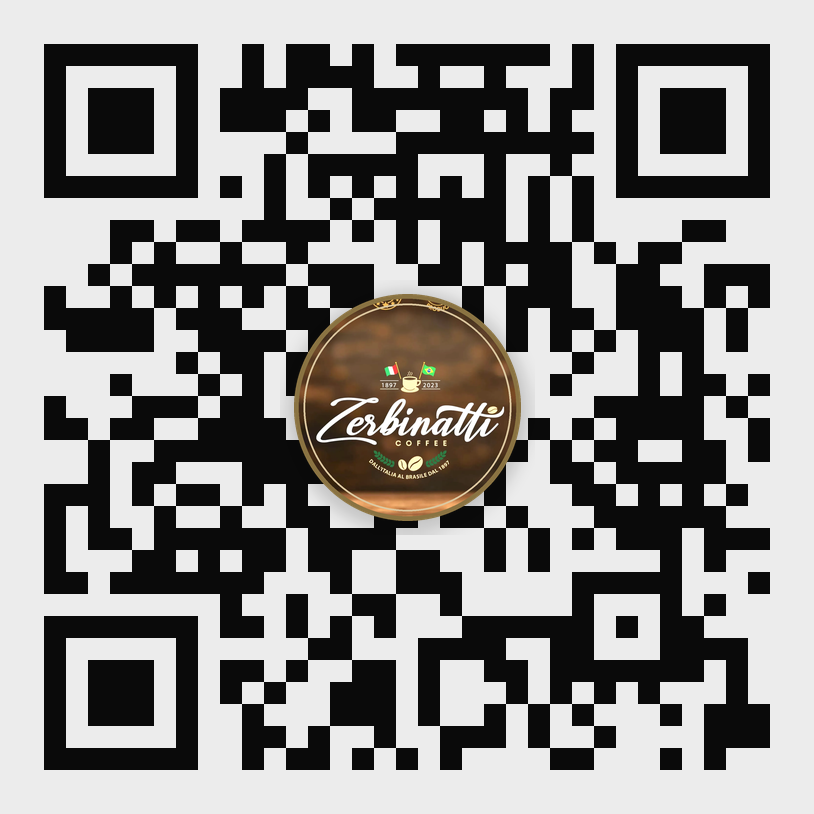 1897 2023
Zerbinatti
COFFEE
DALL'ITALIA AL BRASILE DAL 1897